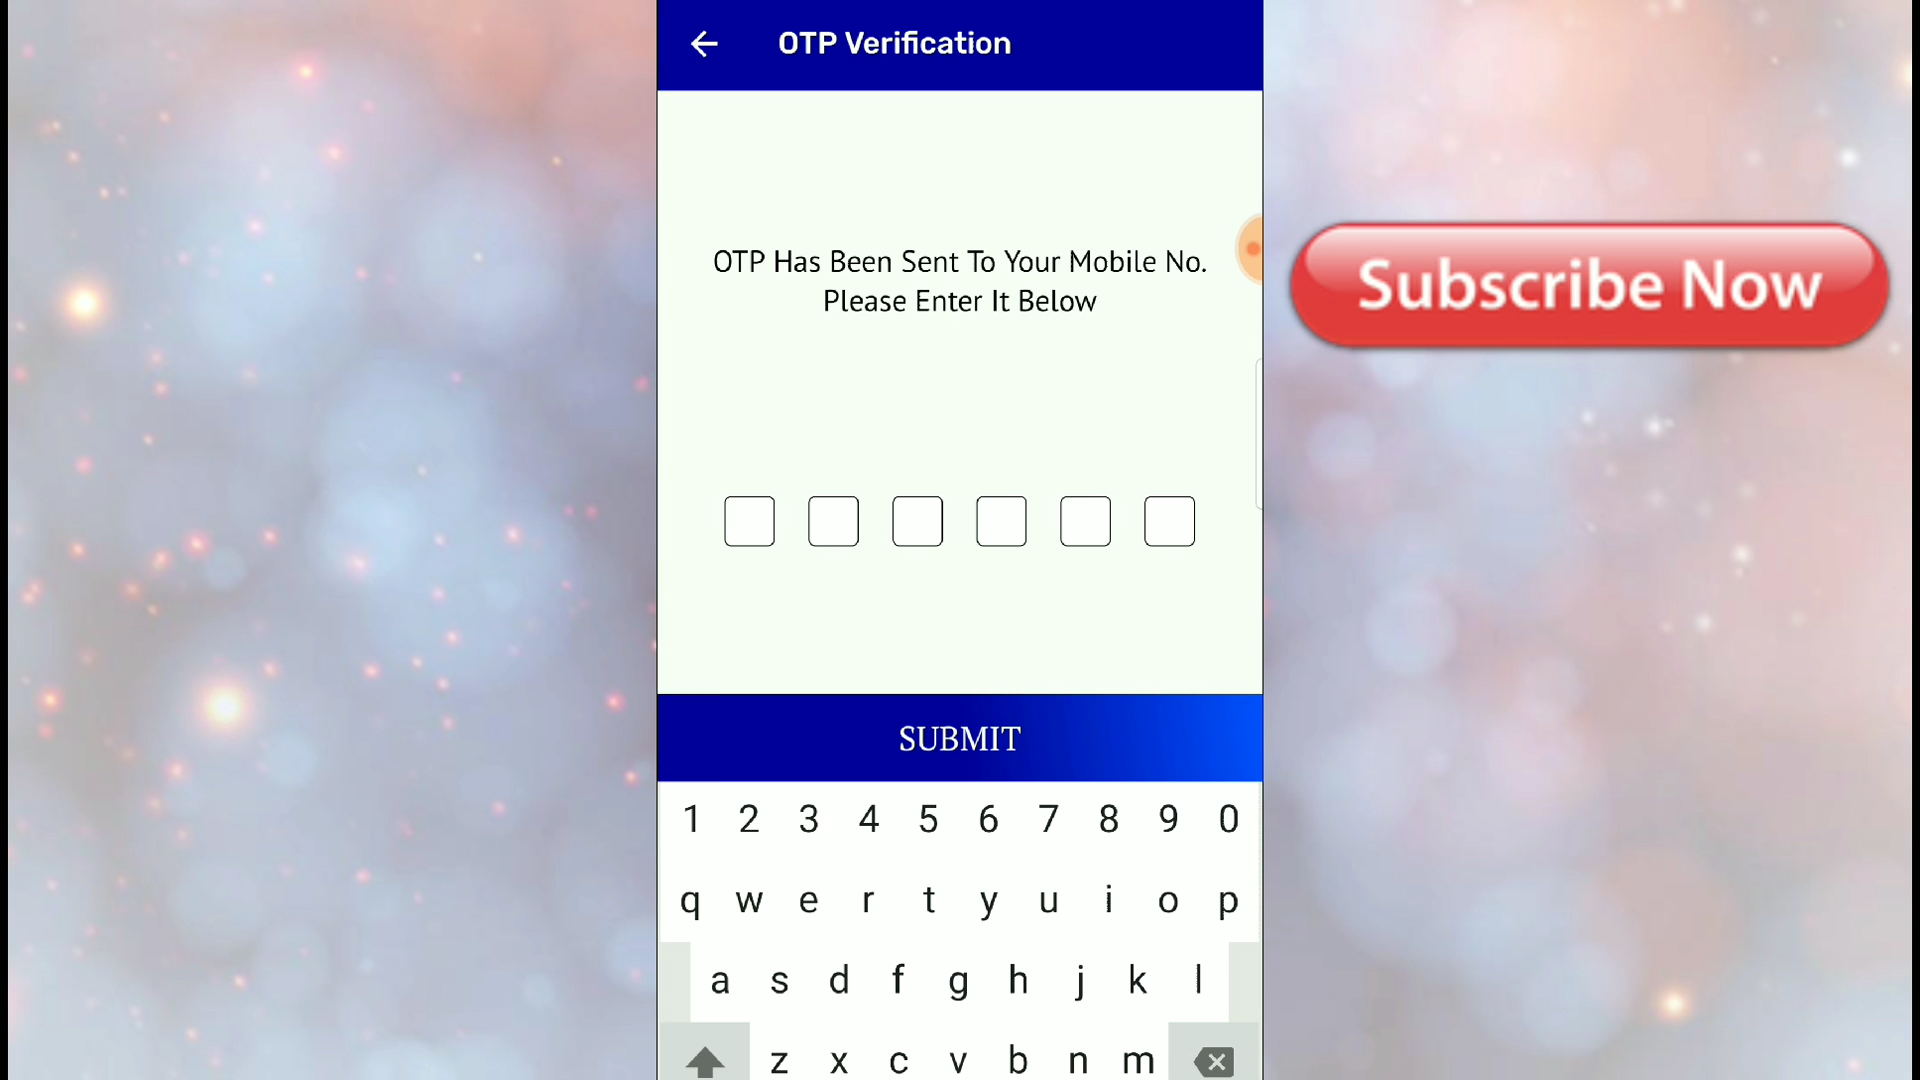 OTP Verification
OTP Has Been Sent To Your Mobile No.
Please Enter It Below
Subscribe Now
SUBMIT
1 2 3 4 5 6 7 8 9 0
q w e r t y u i o p
a s d f g h j k l
z x c v b n m